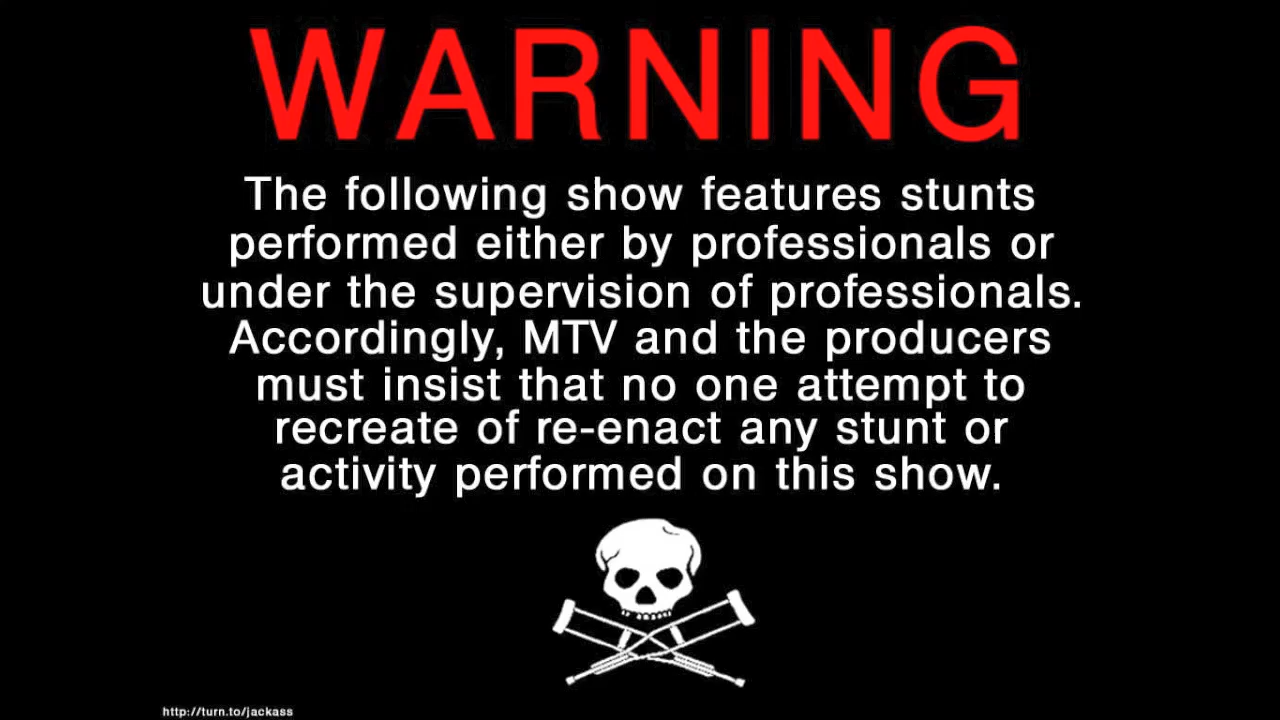 WARNING
The following show features stunts
performed either by professionals or
under the supervision of professionals.
Accordingly, MTV and the producers
must insist that no one attempt to
recreate of re-enact any stunt or
activity performed on this show.
http://turn.to/jackass